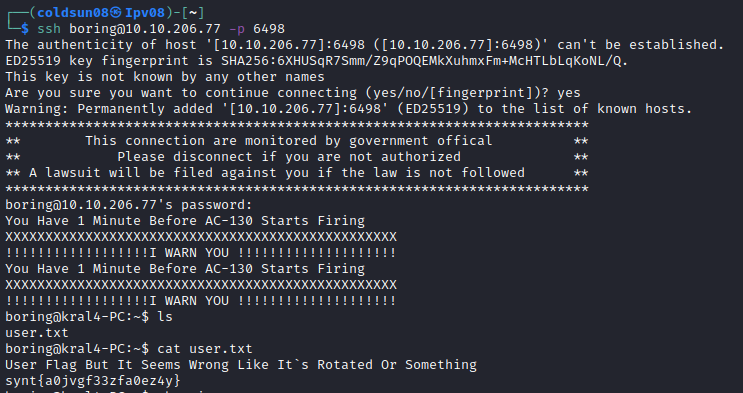 ┌──(coldsun08㉿Ipv08)-[~]
└─$ ssh boring@10.10.206.77 -p 6498
The authenticity of host '[10.10.206.77]:6498 ([10.10.206.77]:6498)' can't be established.
ED25519 key fingerprint is SHA256:6XHUSqR7Smm/Z9qPOQEMkXuhmxFm+McHTLbLqKoNL/Q.
This key is not known by any other names
Are you sure you want to continue connecting (yes/no/[fingerprint])? yes
Warning: Permanently added '[10.10.206.77]:6498' (ED25519) to the list of known hosts.
*************************************************************************
** This connection are monitored by government offical **
** Please disconnect if you are not authorized **
** A lawsuit will be filed against you if the law is not followed **
*************************************************************************
boring@10.10.206.77's password:
You Have 1 Minute Before AC-130 Starts Firing
XXXXXXXXXXXXXXXXXXXXXXXXXXXXXXXXXXXXXXXXXXXXXXXXX
!!!!!!!!!!!!!!!!!!I WARN YOU !!!!!!!!!!!!!!!!!!!!
You Have 1 Minute Before AC-130 Starts Firing
XXXXXXXXXXXXXXXXXXXXXXXXXXXXXXXXXXXXXXXXXXXXXXXXX
!!!!!!!!!!!!!!!!!!I WARN YOU !!!!!!!!!!!!!!!!!!!!
boring@kral4-PC:~$ ls
user.txt
boring@kral4-PC:~$ cat user.txt
User Flag But It Seems Wrong Like It`s Rotated Or Something
synt{a0jvgf33zfa0ez4y}